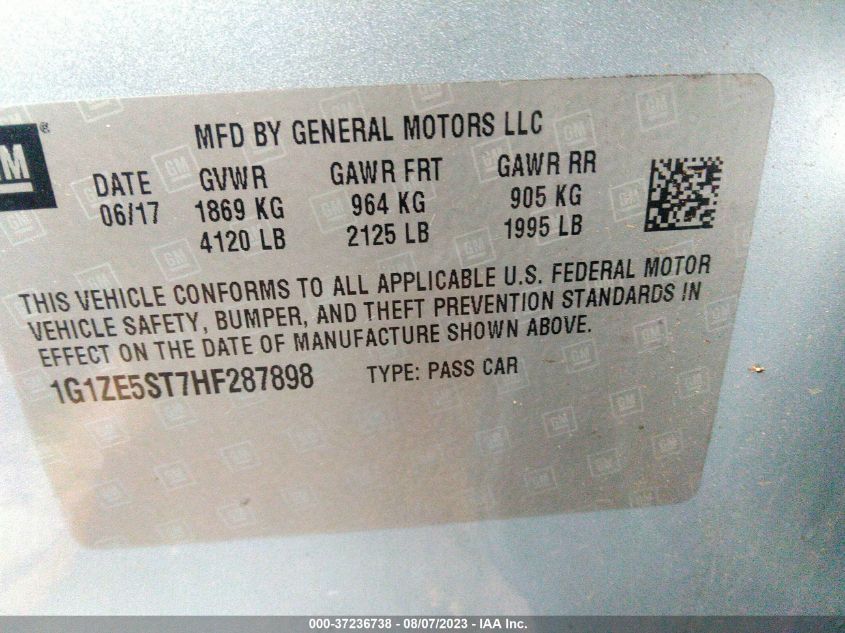 GM®
MFD BY GENERAL MOTORS LLC
DATE GVWR GAWR FRT GAWR RR
06/17 1869 KG 964 KG 905 KG
4120 LB 2125 LB 1995 LB
THIS VEHICLE CONFORMS TO ALL APPLICABLE U.S. FEDERAL MOTOR
VEHICLE SAFETY, BUMPER, AND THEFT PREVENTION STANDARDS IN
EFFECT ON THE DATE OF MANUFACTURE SHOWN ABOVE.
1G1ZE5ST7HF287898 TYPE: PASS CAR
000-37236738 - 08/07/2023 - IAA Inc.